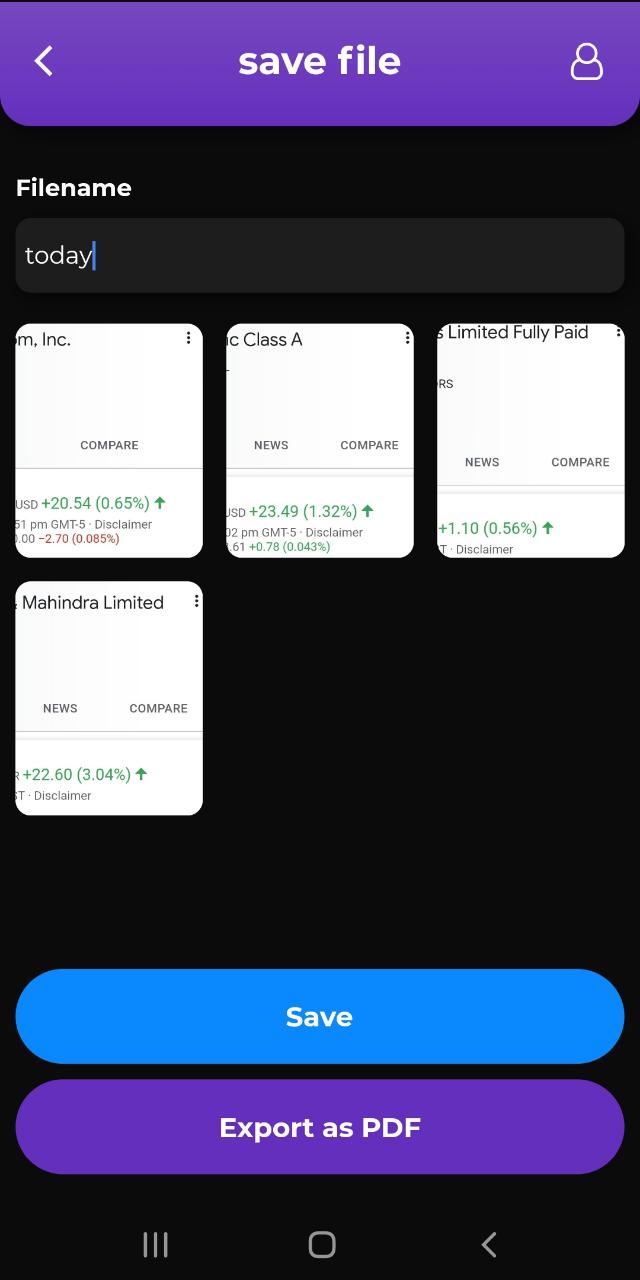 save file
Filename
today
om, Inc.
COMPARE
USD +20.54 (0.65%)
51 pm GMT-5 · Disclaimer
0.00 −2.70 (0.085%)
ic Class A
NEWS COMPARE
USD +23.49 (1.32%)
02 pm GMT-5 · Disclaimer
.61 +0.78 (0.043%)
s Limited Fully Paid
ORS
NEWS COMPARE
+1.10 (0.56%)
T · Disclaimer
& Mahindra Limited
NEWS COMPARE
R +22.60 (3.04%)
ST · Disclaimer
Save
Export as PDF